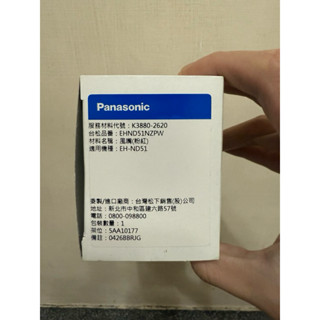 Panasonic
服務材料代號：K3880-2620
台松品番：EHND51NZPW
材料名稱：風嘴(粉紅)
適用機種：EH-ND51
委製/進口廠商：台灣松下銷售(股)公司
地址：新北市中和區建六路57號
電話：0800-098800
包裝數量：1
架位：5AA10177
備註：0426BBRJG